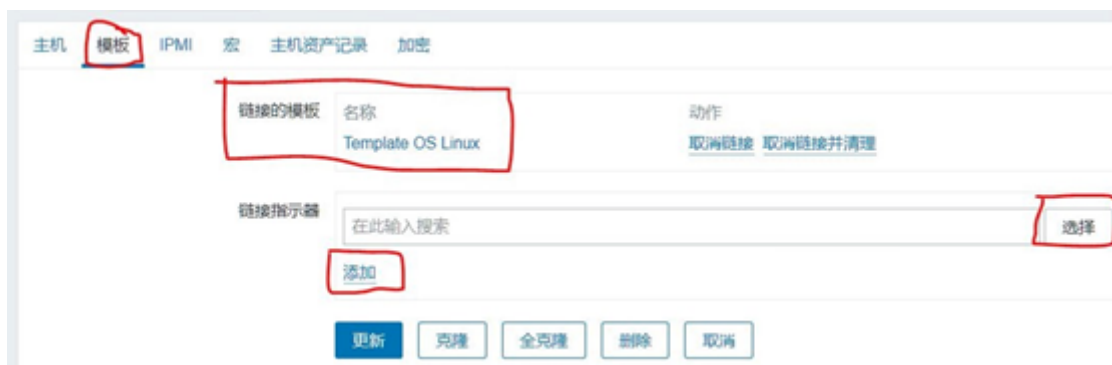 主机 模板 IPMI 宏 主机资产记录 加密
链接的模板 名称 动作
Template OS Linux 取消链接 取消链接并清理
链接指示器 在此输入搜索 选择
添加
更新 克隆 全克隆 删除 取消